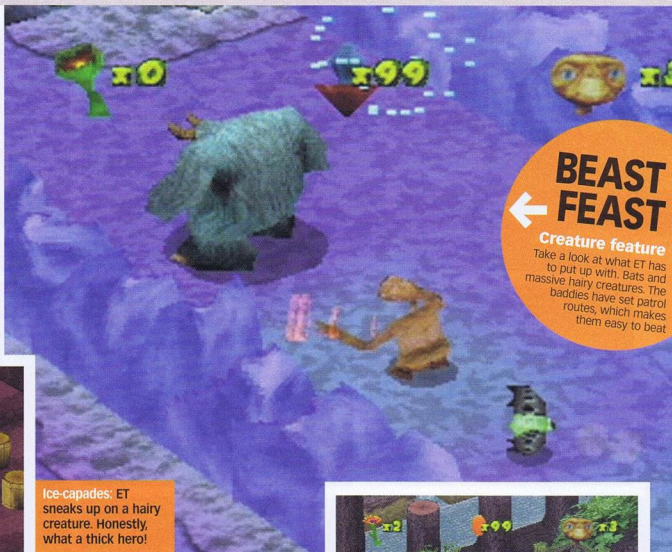 x0
x99
BEAST
FEAST
Creature feature
Take a look at what ET has
to put up with. Bats and
massive hairy creatures. The
baddies have set patrol
routes, which makes
them easy to beat
Ice-capades: ET
sneaks up on a hairy
creature. Honestly,
what a thick hero!
x2
x99
x3